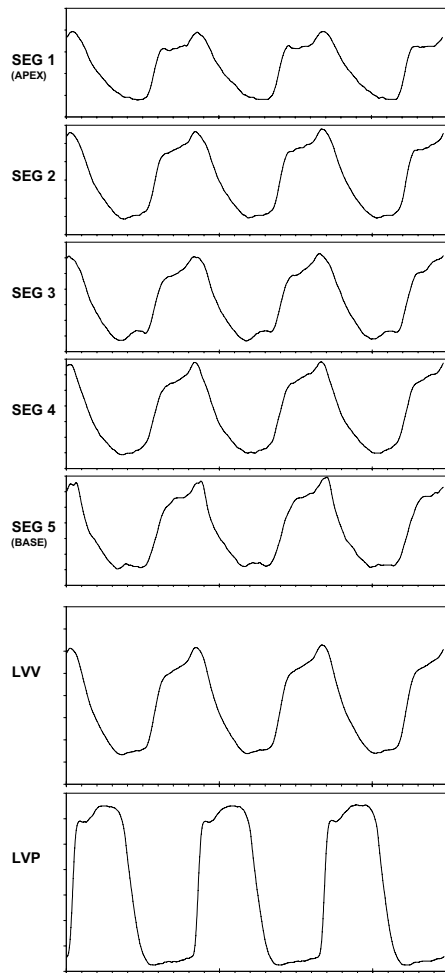 SEG 1
(APEX)
SEG 2
SEG 3
SEG 4
SEG 5
(BASE)
LVV
LVP